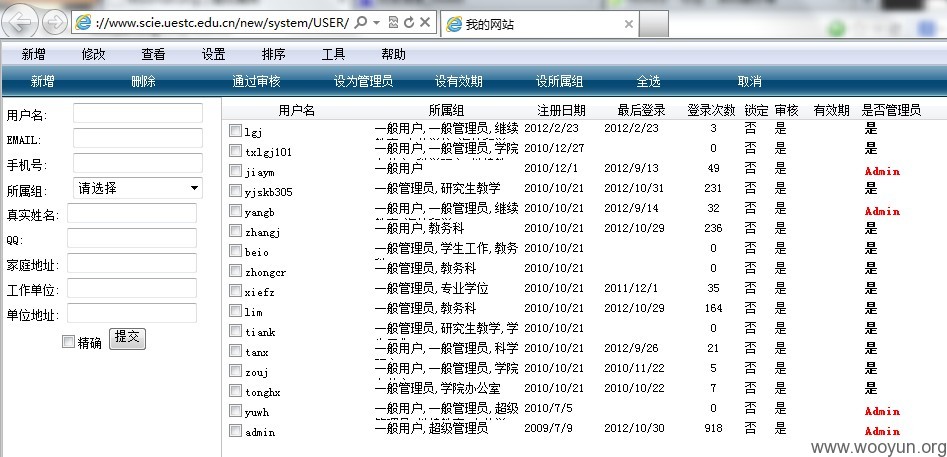 ://www.scie.uestc.edu.cn/new/system/USER/
我的网站
新增 修改 查看 设置 排序 工具 帮助
新增 删除 通过审核 设为管理员 设有效期 设所属组 全选 取消
用户名:
EMAIL:
手机号:
所属组: 请选择
真实姓名:
QQ:
家庭地址:
工作单位:
单位地址:
精确 提交
用户名 所属组 注册日期 最后登录 登录次数 锁定 审核 有效期 是否管理员
lgj 一般用户, 一般管理员, 继续 2012/2/23 2012/2/23 3 否 是 是
txlgj101 一般用户, 一般管理员, 学院 2010/12/27 0 否 是 是
jiaym 一般用户 2010/12/1 2012/9/13 49 否 是 Admin
yjskb305 一般管理员, 研究生教学 2010/10/21 2012/10/31 231 否 是 是
yangb 一般用户, 一般管理员, 继续 2010/10/21 2012/9/14 32 否 是 Admin
zhangj 一般用户, 教务科 2010/10/21 2012/10/29 236 否 是 是
beio 一般管理员, 学生工作, 教务 2010/10/21 0 否 是 是
zhongcr 一般管理员, 教务科 2010/10/21 0 否 是 是
xiefz 一般管理员, 专业学位 2010/10/21 2011/12/1 35 否 是 是
lim 一般管理员, 教务科 2010/10/21 2012/10/29 164 否 是 是
tiank 一般管理员, 研究生教学, 学 2010/10/21 0 否 是 是
tanx 一般用户, 一般管理员, 科学 2010/10/21 2012/9/26 21 否 是 是
zouj 一般用户, 一般管理员, 学院 2010/10/21 2010/11/22 5 否 是 是
tonghx 一般管理员, 学院办公室 2010/10/21 2010/10/22 7 否 是 是
yuwh 一般用户, 一般管理员, 超级 2010/7/5 0 否 是 Admin
admin 一般用户, 超级管理员 2009/7/9 2012/10/30 918 否 是 Admin
www.wooyun.org